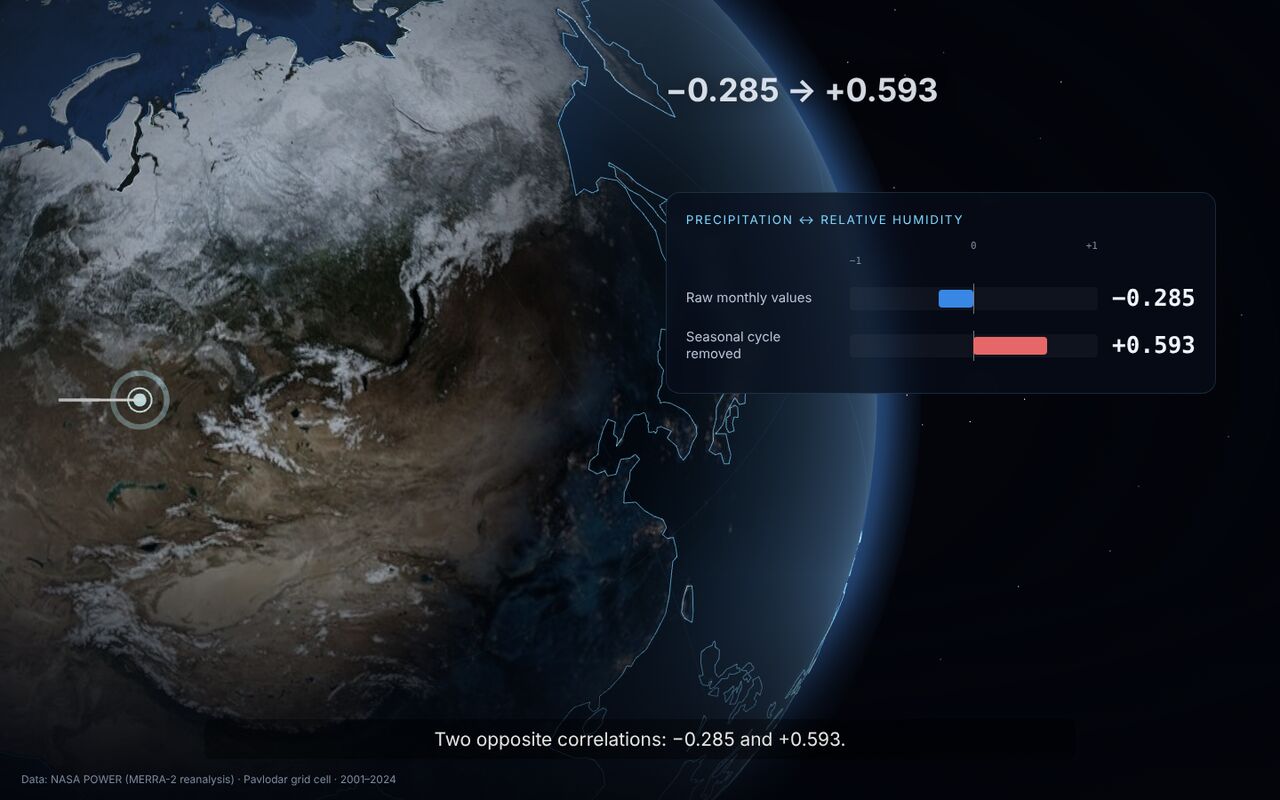 −0.285 → +0.593
PRECIPITATION ↔ RELATIVE HUMIDITY
0 +1
−1
Raw monthly values −0.285
Seasonal cycle
removed +0.593
Two opposite correlations: −0.285 and +0.593.
Data: NASA POWER (MERRA-2 reanalysis) · Pavlodar grid cell · 2001–2024